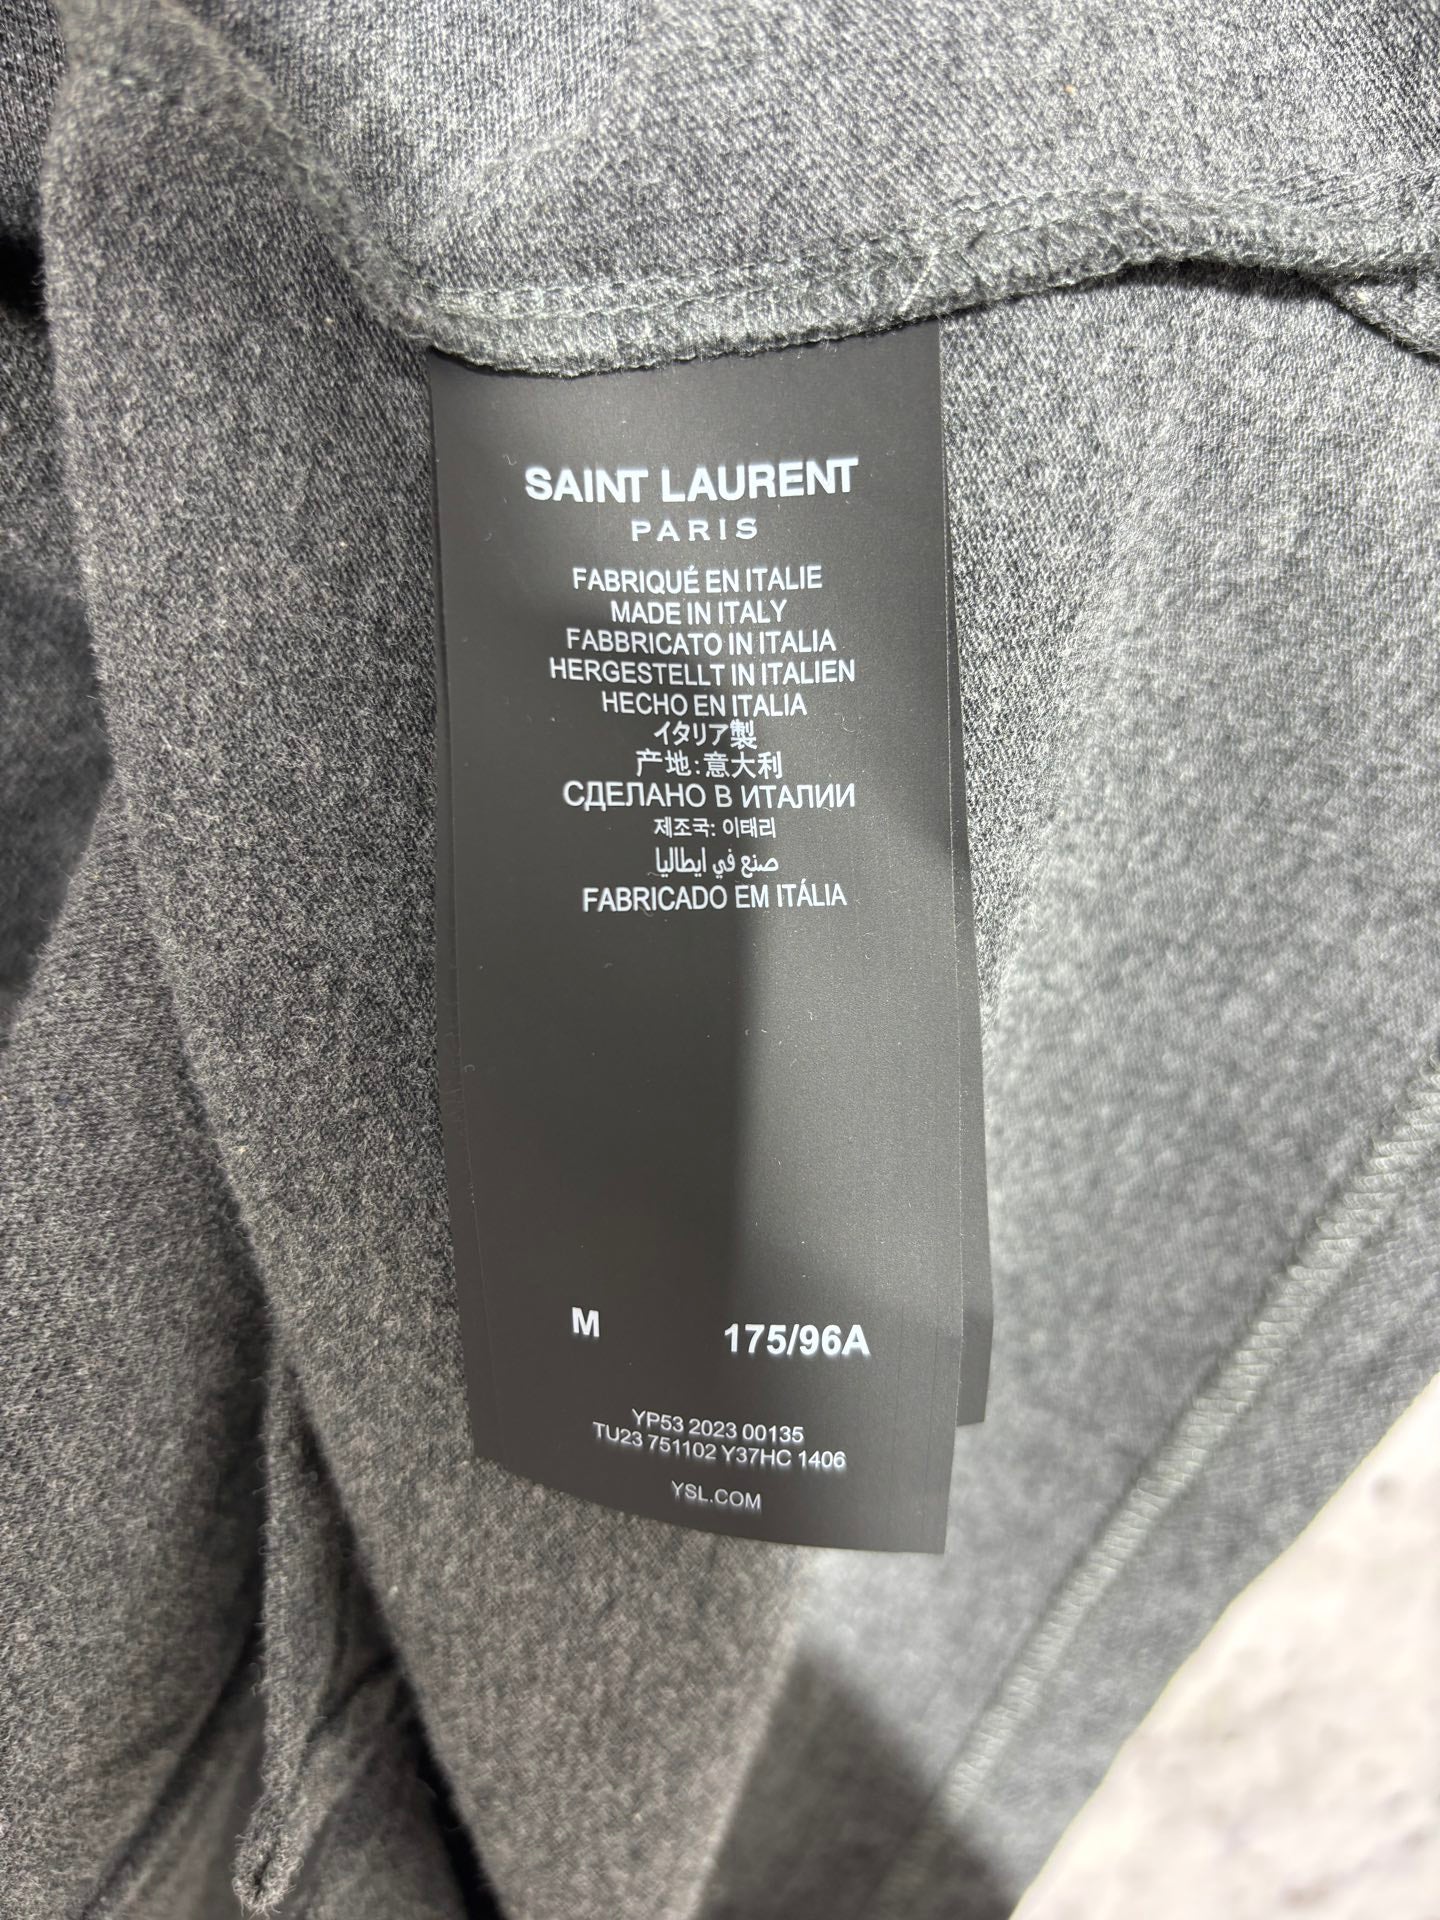 SAINT LAURENT
PARIS
FABRIQUÉ EN ITALIE
MADE IN ITALY
FABBRICATO IN ITALIA
HERGESTELLT IN ITALIEN
HECHO EN ITALIA
イタリア製
产地:意大利
СДЕЛАНО В ИТАЛИИ
제조국: 이태리
صنع في ايطاليا
FABRICADO EM ITÁLIA
M 175/96A
YP53 2023 00135
TU23 751102 Y37HC 1406
YSL.COM